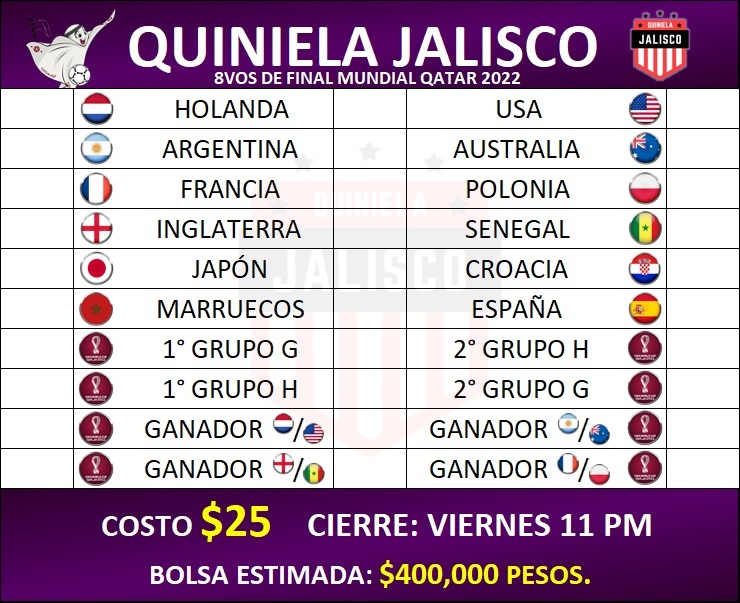 QUINIELA JALISCO
8VOS DE FINAL MUNDIAL QATAR 2022
QUINIELA
JALISCO
HOLANDA USA
ARGENTINA AUSTRALIA
FRANCIA POLONIA
INGLATERRA SENEGAL
JAPÓN CROACIA
MARRUECOS ESPAÑA
1° GRUPO G 2° GRUPO H
1° GRUPO H 2° GRUPO G
GANADOR / GANADOR /
GANADOR / GANADOR /
QUINIELA
JALISCO
COSTO $25 CIERRE: VIERNES 11 PM
BOLSA ESTIMADA: $400,000 PESOS.